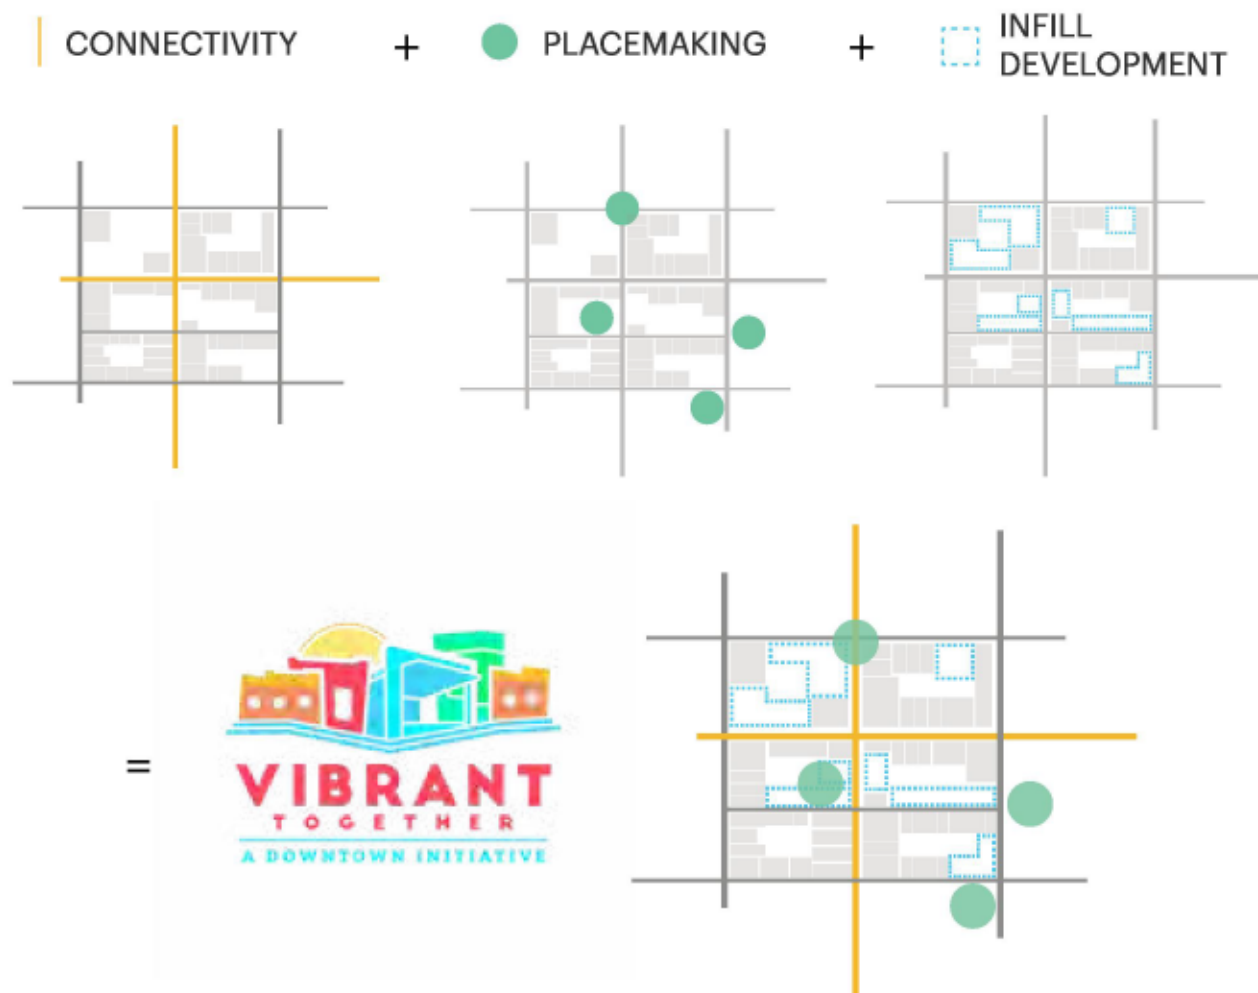 CONNECTIVITY + PLACEMAKING + INFILL
DEVELOPMENT
=
VIBRANT
TOGETHER
A DOWNTOWN INITIATIVE